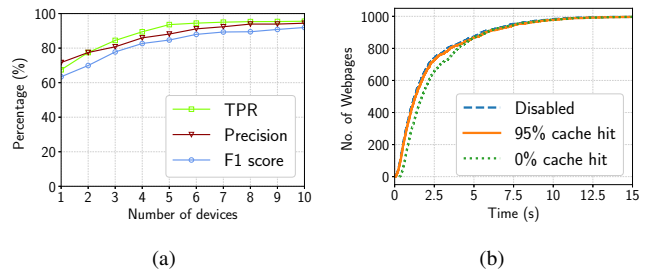 100
80
60
40
20
0
Percentage (%)
1 2 3 4 5 6 7 8 9 10
Number of devices
TPR
Precision
F1 score
(a)
1000
800
600
400
200
0
No. of Webpages
0 2.5 5 7.5 10 12.5 15
Time (s)
Disabled
95% cache hit
0% cache hit
(b)